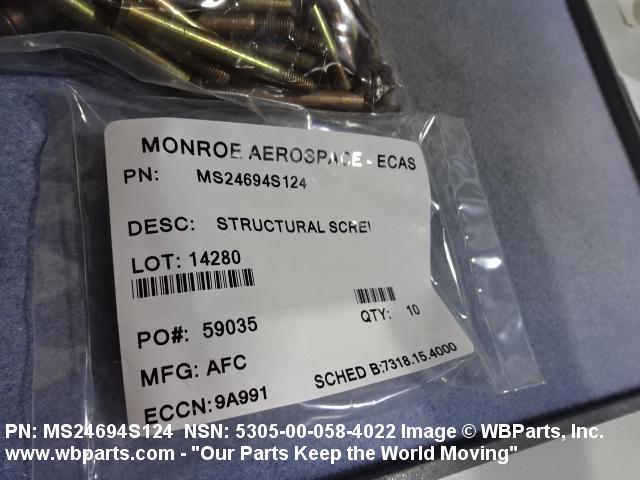 MONROE AEROSPACE - ECAS
PN: MS24694S124
DESC: STRUCTURAL SCREW
LOT: 14280
PO#: 59035
QTY: 10
MFG: AFC
ECCN: 9A991
SCHED B:7318.15.4000
PN: MS24694S124 NSN: 5305-00-058-4022 Image © WBParts, Inc.
www.wbparts.com - "Our Parts Keep the World Moving"